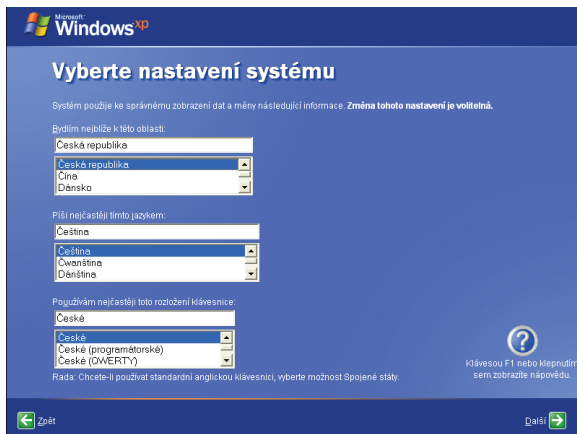 Microsoft
Windows xp
Vyberte nastavení systému
Systém použije ke správnému zobrazení dat a měny následující informace. Změna tohoto nastavení je volitelná.
Bydlím nejblíže k této oblasti:
Česká republika
Česká republika
Čína
Dánsko
Píši nejčastěji tímto jazykem:
Čeština
Čeština
Čwanština
Dánština
Používám nejčastěji toto rozložení klávesnice:
České
České
České (programátorské)
České (QWERTY)
Rada: Chcete-li používat standardní anglickou klávesnici, vyberte možnost Spojené státy.
Klávesou F1 nebo klepnutím
sem zobrazíte nápovědu.
Zpět
Další